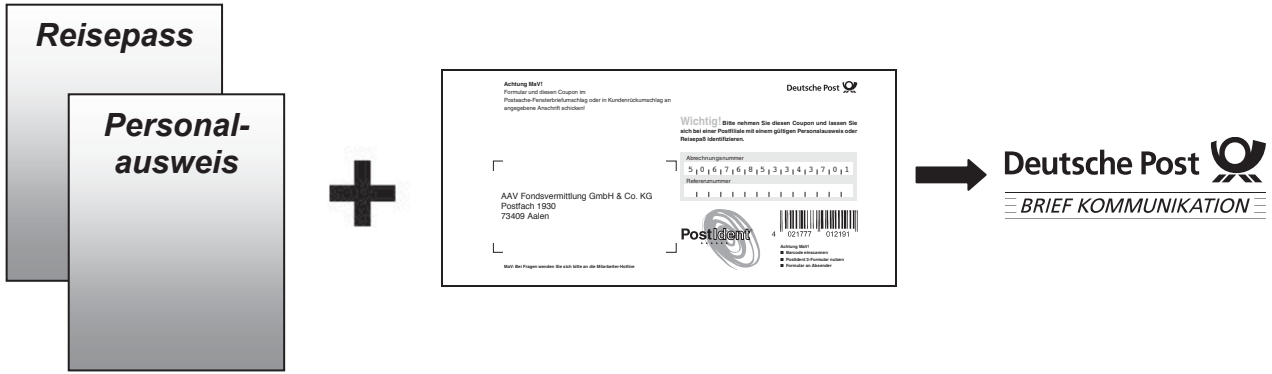 Reisepass
Personal-
ausweis
Achtung MaV!
Formular und diesen Coupon im
Postsache-Fensterbriefumschlag oder in Kundenrückumschlag an
angegebene Anschrift schicken!
Deutsche Post
Wichtig! Bitte nehmen Sie diesen Coupon und lassen Sie
sich bei einer Postfiliale mit einem gültigen Personalausweis oder
Reisepaß identifizieren.
Abrechnungsnummer
5 0 6 7 6 8 5 3 3 4 3 7 0 1
Referenznummer
AAV Fondsvermittlung GmbH & Co. KG
Postfach 1930
73409 Aalen
PostIdent
4 021777 012191
Achtung MaV!
■ Barcode einscannen
■ PostIdent 2-Formular nutzen
■ Formular an Absender
MaV: Bei Fragen wenden Sie sich bitte an die Mitarbeiter-Hotline
Deutsche Post
BRIEF KOMMUNIKATION